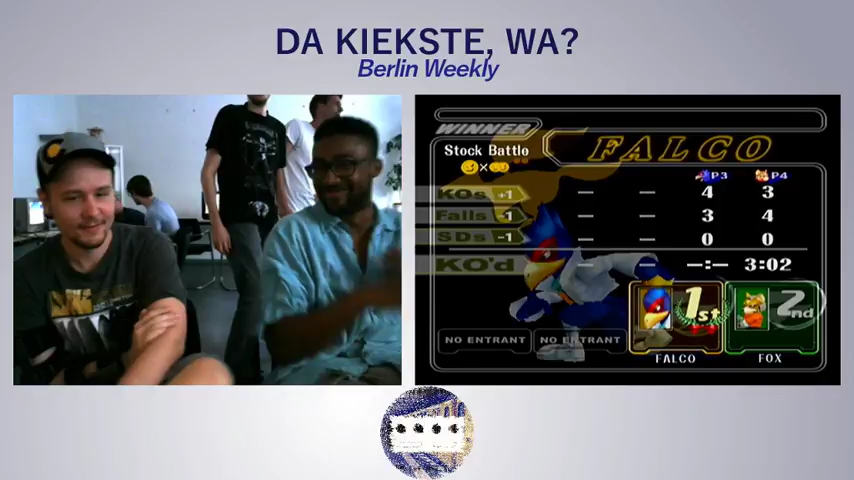 DA KIEKSTE, WA?
Berlin Weekly
WINNER
FALCO
Stock Battle
P3 P4
KOs +1 — — 4 3
Falls -1 — — 3 4
SDs -1 — — 0 0
KO'd — — –:– 3:02
1st 2nd
NO ENTRANT NO ENTRANT
FALCO FOX